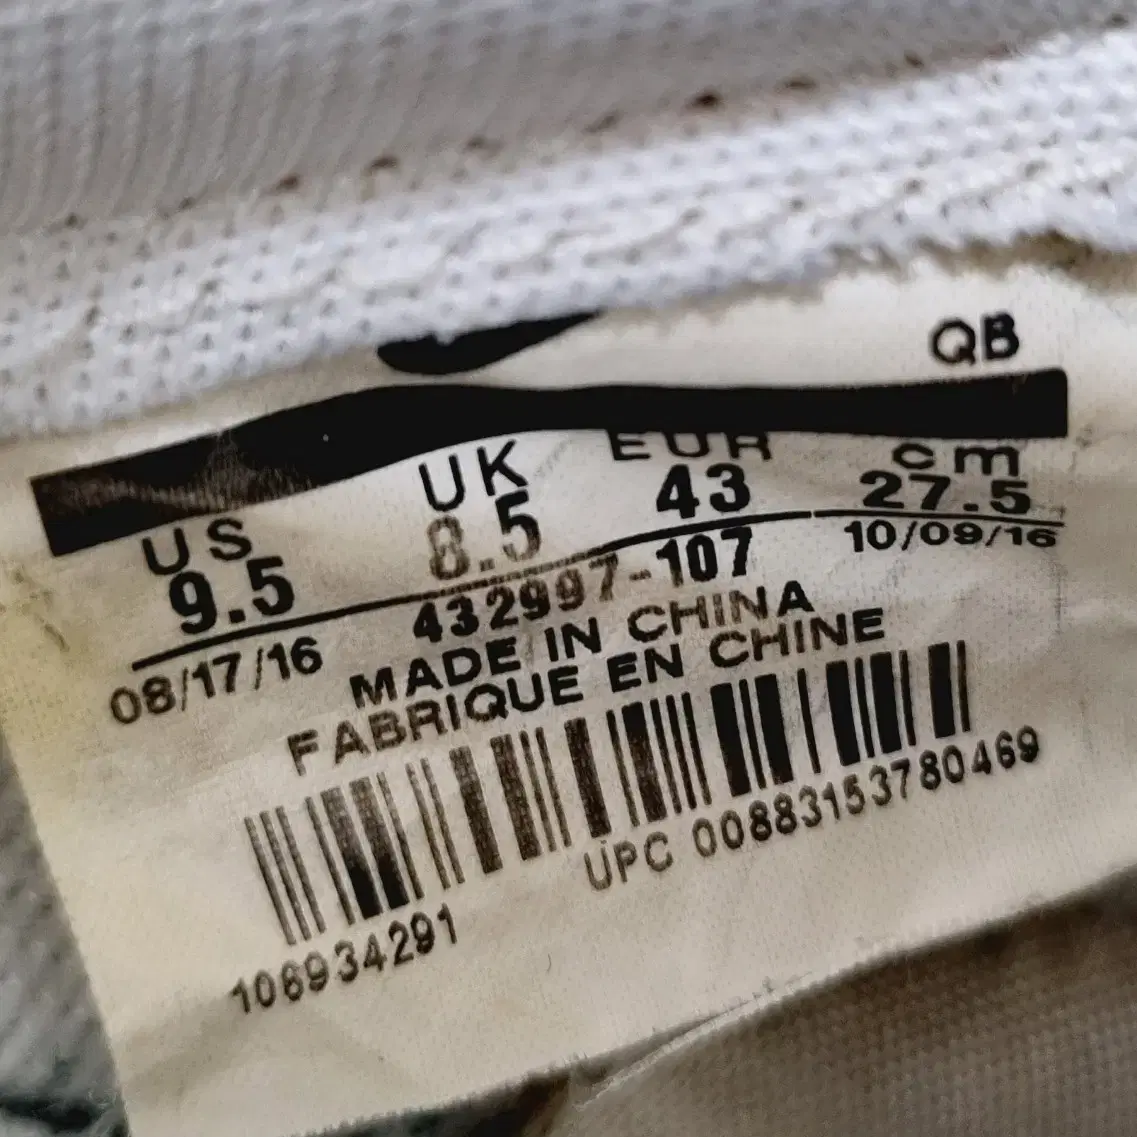 QB
US UK EUR cm
9.5 8.5 43 27.5
08/17/16 432997-107 10/09/16
MADE IN CHINA
FABRIQUE EN CHINE
UPC 00883153780469
106934291